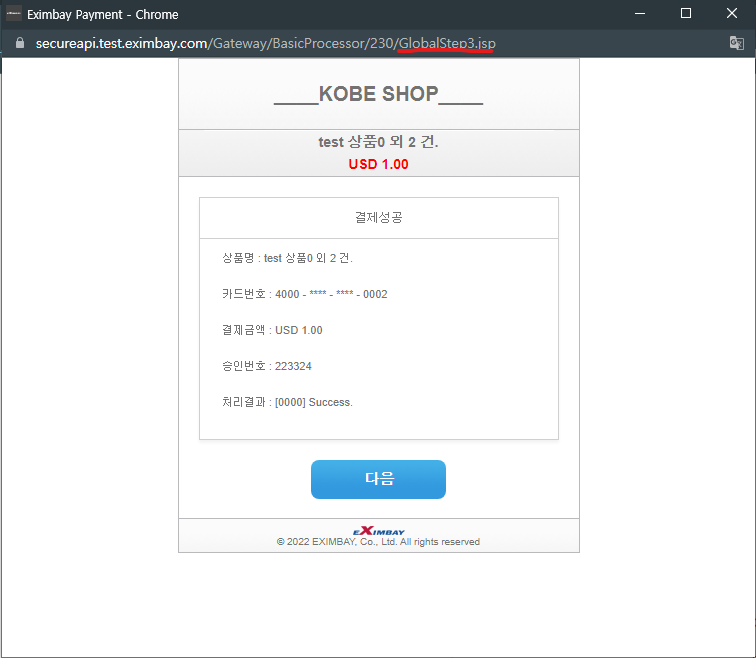 Eximbay Payment - Chrome
secureapi.test.eximbay.com/Gateway/BasicProcessor/230/GlobalStep3.jsp
____KOBE SHOP____
test 상품0 외 2 건.
USD 1.00
결제성공
상품명 : test 상품0 외 2 건.
카드번호 : 4000 - **** - **** - 0002
결제금액 : USD 1.00
승인번호 : 223324
처리결과 : [0000] Success.
다음
EXIMBAY
© 2022 EXIMBAY, Co., Ltd. All rights reserved